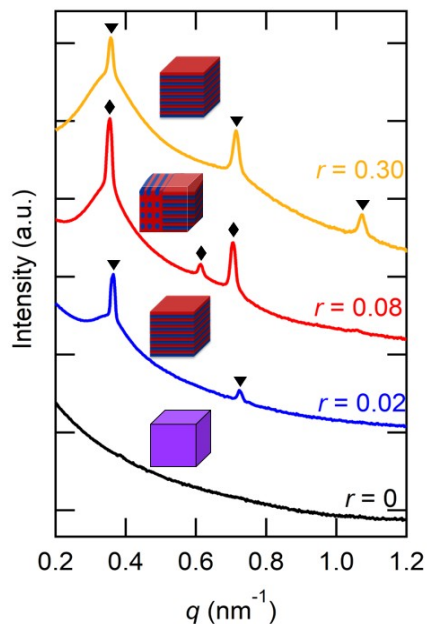 r = 0.30
r = 0.08
r = 0.02
r = 0
Intensity (a.u.)
0.2 0.4 0.6 0.8 1.0 1.2
q (nm⁻¹)